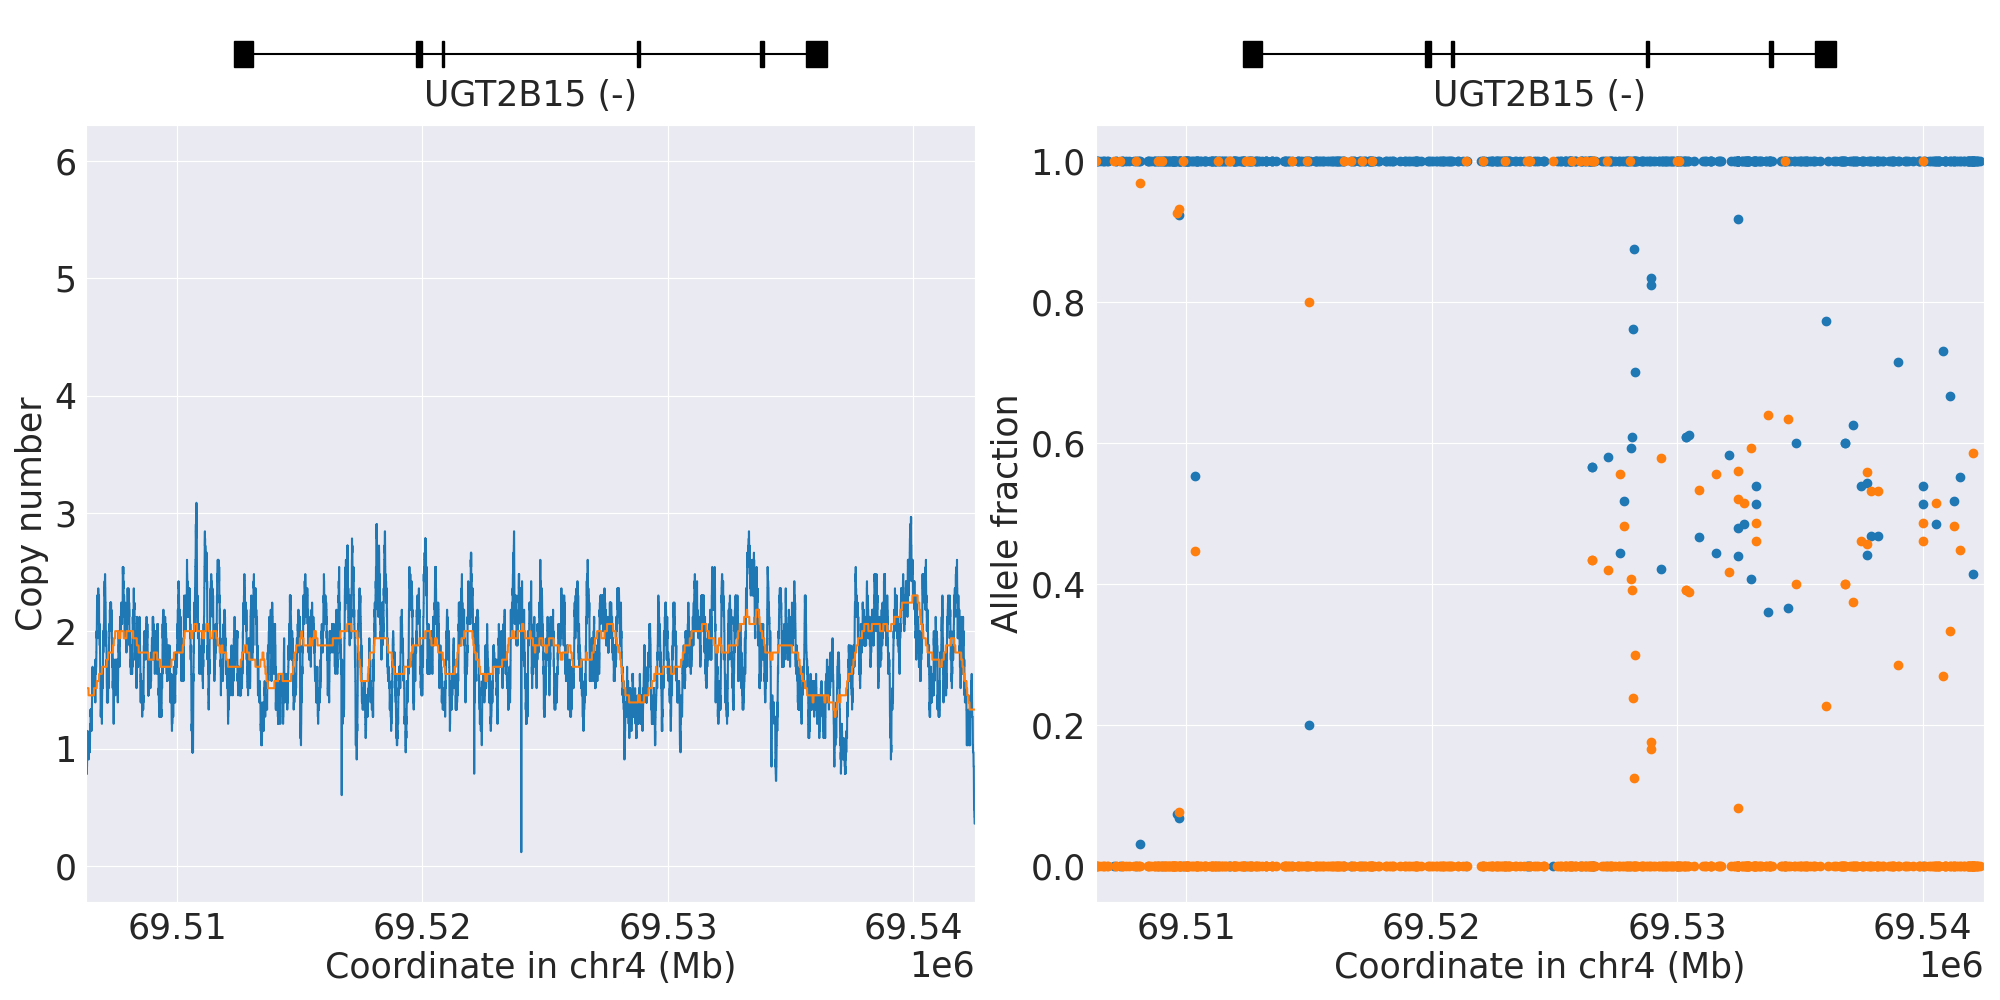 UGT2B15 (-)
6
5
4
3
2
1
0
Copy number
69.51 69.52 69.53 69.54
Coordinate in chr4 (Mb)
1e6
UGT2B15 (-)
1.0
0.8
0.6
0.4
0.2
0.0
Allele fraction
69.51 69.52 69.53 69.54
Coordinate in chr4 (Mb)
1e6